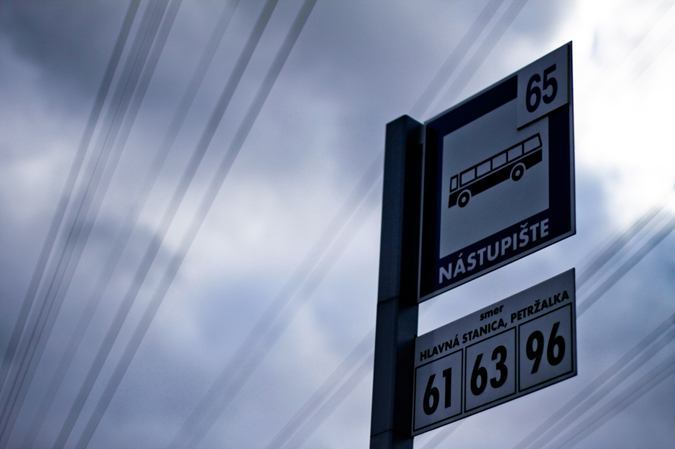 65
NÁSTUPIŠTE
smer
HLAVNÁ STANICA, PETRŽALKA
61 63 96